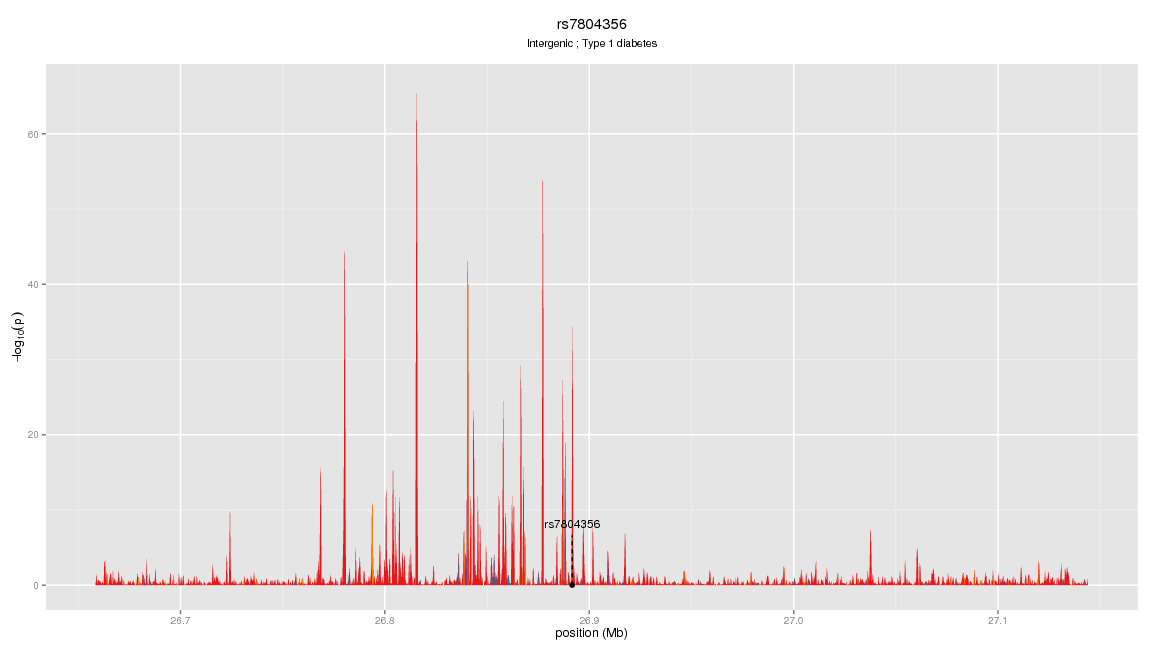 rs7804356
Intergenic ; Type 1 diabetes
60
40
20
0
−log10(p)
rs7804356
26.7 26.8 26.9 27.0 27.1
position (Mb)